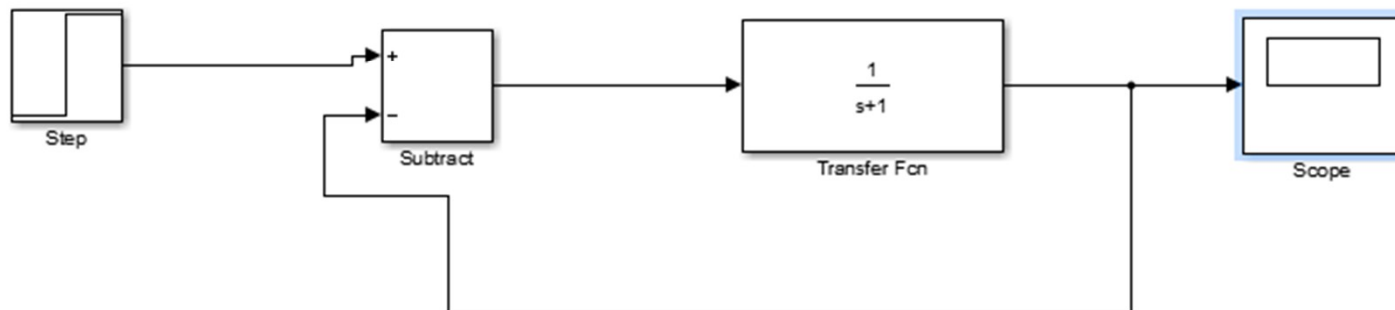 +
−
1
s+1
Step
Subtract
Transfer Fcn
Scope